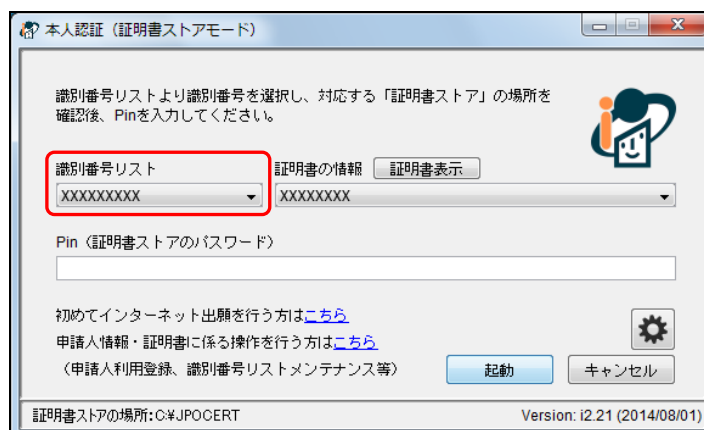 本人認証（証明書ストアモード）
識別番号リストより識別番号を選択し、対応する「証明書ストア」の場所を
確認後、Pinを入力してください。
識別番号リスト
証明書の情報 証明書表示
XXXXXXXXX
XXXXXXXX
Pin（証明書ストアのパスワード）
初めてインターネット出願を行う方はこちら
申請人情報・証明書に係る操作を行う方はこちら
（申請人利用登録、識別番号リストメンテナンス等）
起動
キャンセル
証明書ストアの場所:C:¥JPOCERT
Version: i2.21 (2014/08/01)